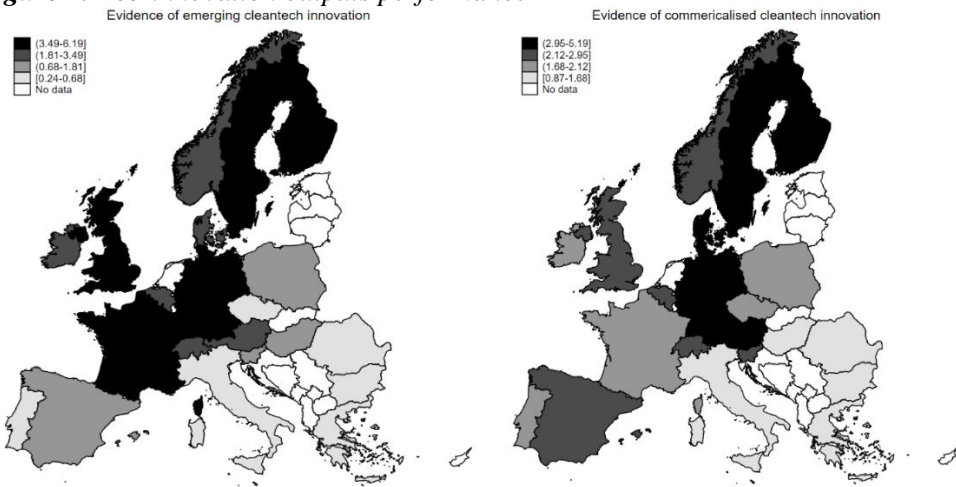 Evidence of emerging cleantech innovation
(3.49-6.19]
(1.81-3.49]
(0.68-1.81]
[0.24-0.68]
No data
Evidence of commericalised cleantech innovation
(2.95-5.19]
(2.12-2.95]
(1.68-2.12]
[0.87-1.68]
No data